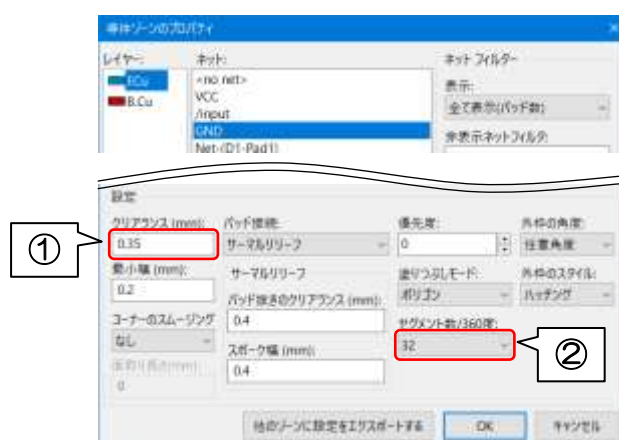 導体ゾーンのプロパティ
レイヤー:
ネット:
ネット フィルター
F.Cu
B.Cu
<no net>
VCC
/input
GND
Net-(D1-Pad1)
表示:
全て表示(パッド数)
非表示ネットフィルタ:
設定
クリアランス (mm):
パッド接続:
優先度:
外枠の角度:
①
0.35
サーマルリリーフ
0
任意角度
最小幅 (mm):
サーマルリリーフ
塗りつぶしモード:
外枠のスタイル:
0.2
パッド抜きのクリアランス (mm):
ポリゴン
ハッチング
コーナーのスムージング
0.4
セグメント数/360度:
なし
スポーク幅 (mm):
32
②
面取り長さ(mm):
0
0.4
他のゾーンに設定をエクスポートする
OK
キャンセル